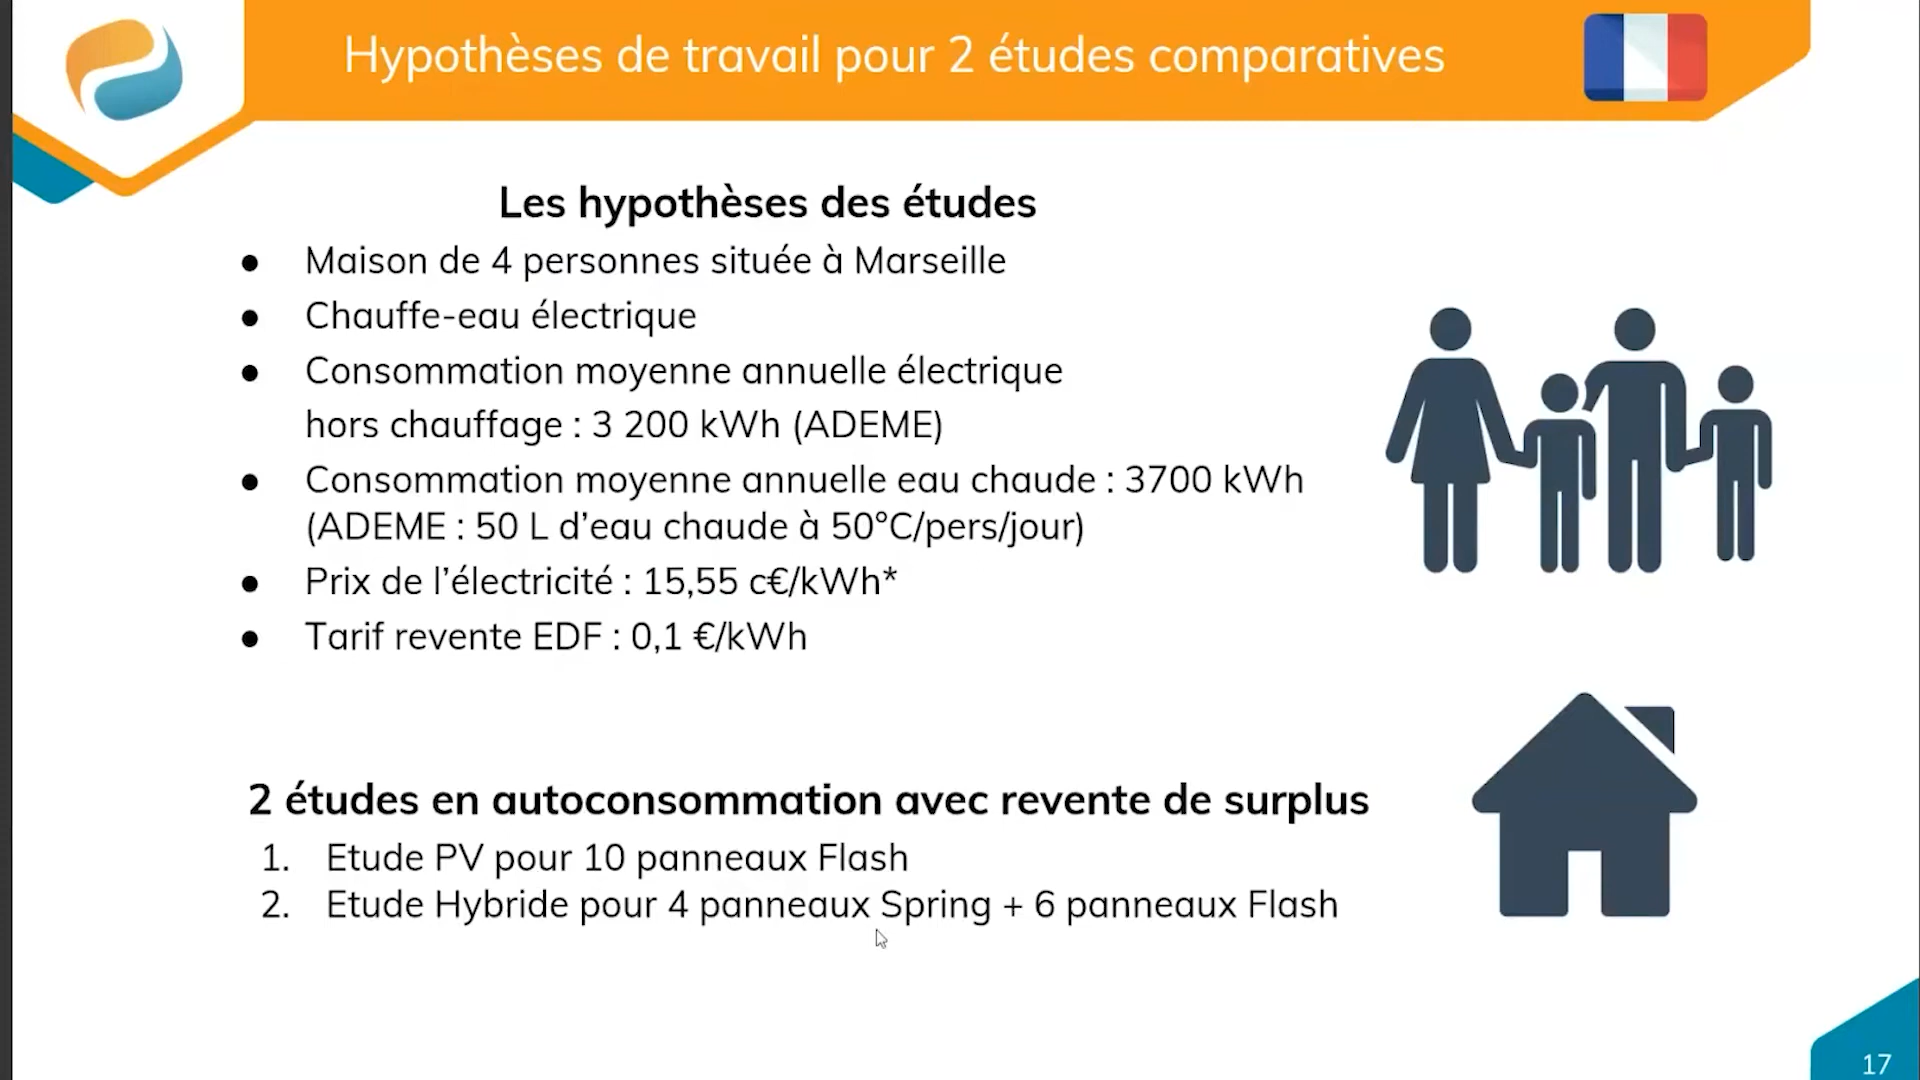 Hypothèses de travail pour 2 études comparatives
Les hypothèses des études
● Maison de 4 personnes située à Marseille
● Chauffe-eau électrique
● Consommation moyenne annuelle électrique
hors chauffage : 3 200 kWh (ADEME)
● Consommation moyenne annuelle eau chaude : 3700 kWh
(ADEME : 50 L d’eau chaude à 50°C/pers/jour)
● Prix de l’électricité : 15,55 c€/kWh*
● Tarif revente EDF : 0,1 €/kWh
2 études en autoconsommation avec revente de surplus
1. Etude PV pour 10 panneaux Flash
2. Etude Hybride pour 4 panneaux Spring + 6 panneaux Flash
17